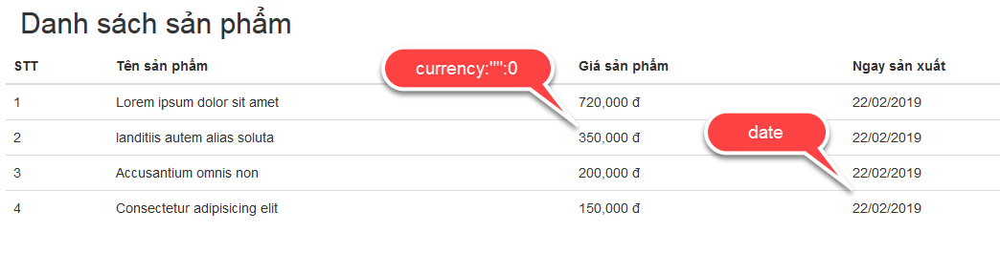 Danh sách sản phẩm
STT Tên sản phẩm Giá sản phẩm Ngay sản xuất
currency:"":0
1 Lorem ipsum dolor sit amet 720,000 đ 22/02/2019
2 landitiis autem alias soluta 350,000 đ 22/02/2019
date
3 Accusantium omnis non 200,000 đ 22/02/2019
4 Consectetur adipisicing elit 150,000 đ 22/02/2019